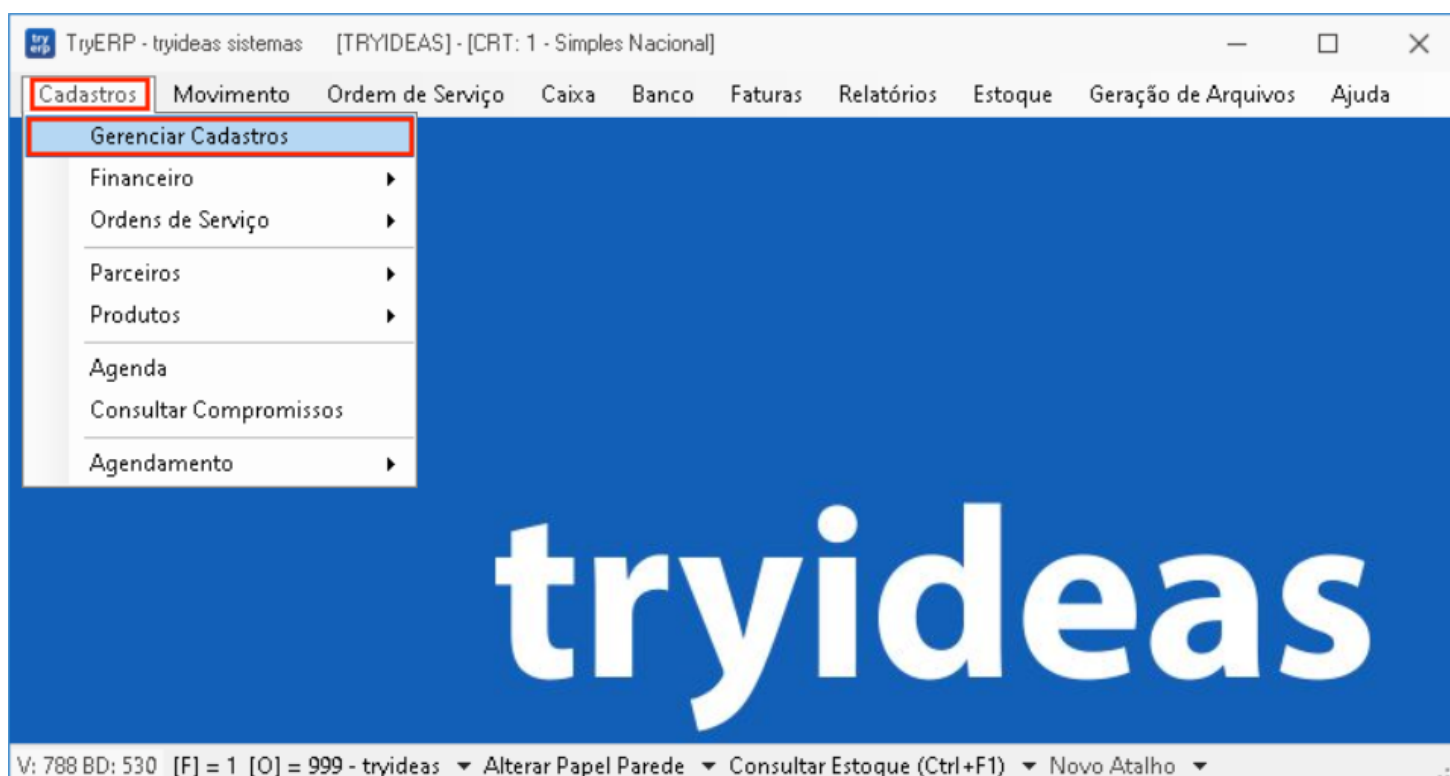 try
erp
TryERP - tryideas sistemas [TRYIDEAS] - [CRT: 1 - Simples Nacional]
Cadastros Movimento Ordem de Serviço Caixa Banco Faturas Relatórios Estoque Geração de Arquivos Ajuda
Gerenciar Cadastros
Financeiro
Ordens de Serviço
Parceiros
Produtos
Agenda
Consultar Compromissos
Agendamento
tryideas
V: 788 BD: 530 [F] = 1 [O] = 999 - tryideas Alterar Papel Parede Consultar Estoque (Ctrl+F1) Novo Atalho